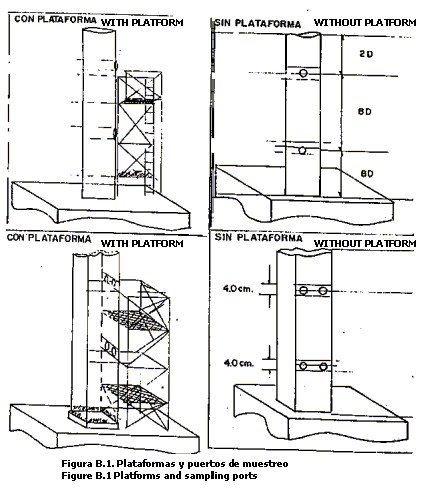 CON PLATAFORMA WITH PLATFORM
SIN PLATAFORMA WITHOUT PLATFORM
2D
8D
8D
CON PLATAFORMA WITH PLATFORM
SIN PLATAFORMA WITHOUT PLATFORM
4.0 cm.
4.0 cm.
Figura B.1. Plataformas y puertos de muestreo
Figure B.1 Platforms and sampling ports